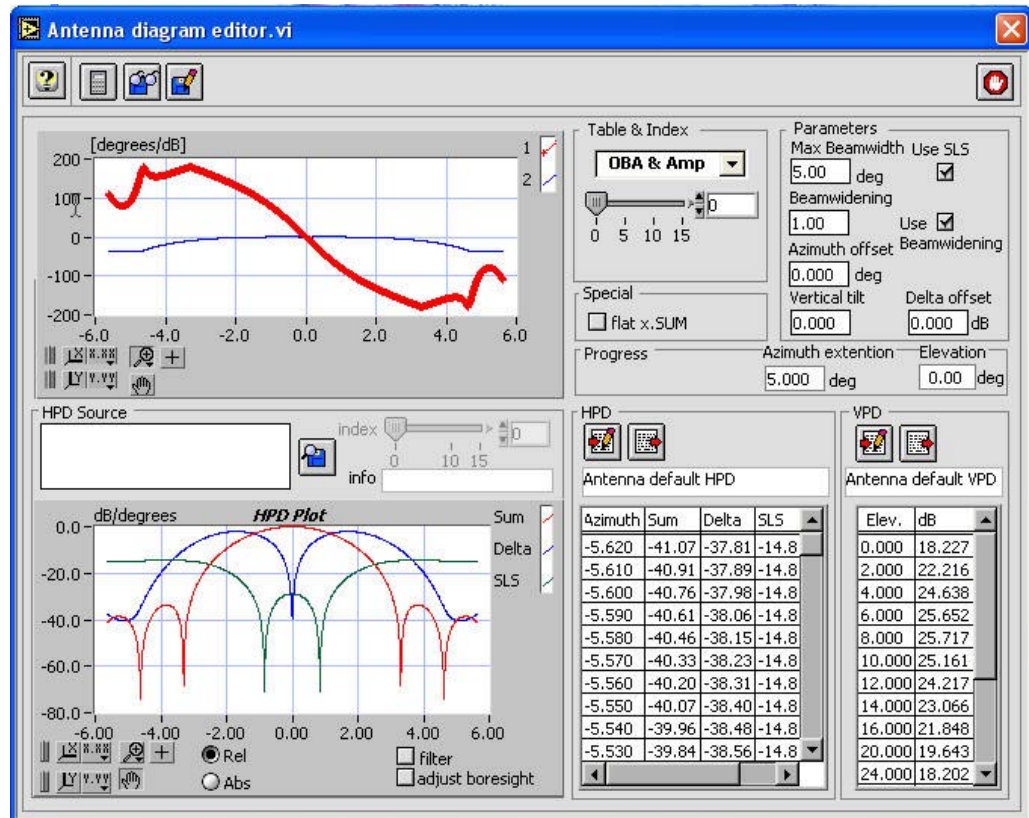 Antenna diagram editor.vi
[degrees/dB]
200
100
0
-100
-200
-6.0 -4.0 -2.0 0.0 2.0 4.0 6.0
1
2
Table & Index
OBA & Amp
0
0 5 10 15
Special
flat x.SUM
Parameters
Max Beamwidth Use SLS
5.00 deg
Beamwidening
1.00 Use Beamwidening
Azimuth offset
0.000 deg
Vertical tilt Delta offset
0.000 0.000 dB
Progress Azimuth extention Elevation
5.000 deg 0.00 deg
HPD Source
index 0
0 10 15
info
dB/degrees HPD Plot
Sum
Delta
SLS
0.0
-20.0
-40.0
-60.0
-80.0
-6.00 -4.00 -2.00 0.00 2.00 4.00 6.00
Rel
Abs
filter
adjust boresight
HPD
Antenna default HPD
Azimuth Sum Delta SLS
-5.620 -41.07 -37.81 -14.8
-5.610 -40.91 -37.89 -14.8
-5.600 -40.76 -37.98 -14.8
-5.590 -40.61 -38.06 -14.8
-5.580 -40.46 -38.15 -14.8
-5.570 -40.33 -38.23 -14.8
-5.560 -40.20 -38.31 -14.8
-5.550 -40.07 -38.40 -14.8
-5.540 -39.96 -38.48 -14.8
-5.530 -39.84 -38.56 -14.8
VPD
Antenna default VPD
Elev. dB
0.000 18.227
2.000 22.216
4.000 24.638
6.000 25.652
8.000 25.717
10.000 25.161
12.000 24.217
14.000 23.066
16.000 21.848
20.000 19.643
24.000 18.202